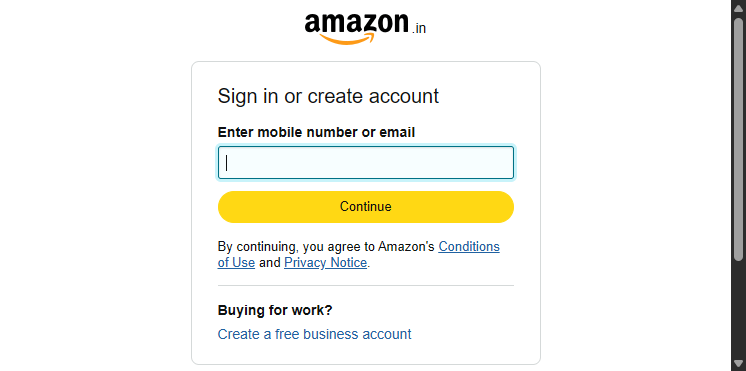 amazon.in
Sign in or create account
Enter mobile number or email
Continue
By continuing, you agree to Amazon's Conditions
of Use and Privacy Notice.
Buying for work?
Create a free business account